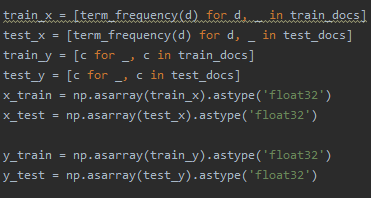 train_x = [term_frequency(d) for d, _ in train_docs]
test_x = [term_frequency(d) for d, _ in test_docs]
train_y = [c for _, c in train_docs]
test_y = [c for _, c in test_docs]
x_train = np.asarray(train_x).astype('float32')
x_test = np.asarray(test_x).astype('float32')
y_train = np.asarray(train_y).astype('float32')
y_test = np.asarray(test_y).astype('float32')